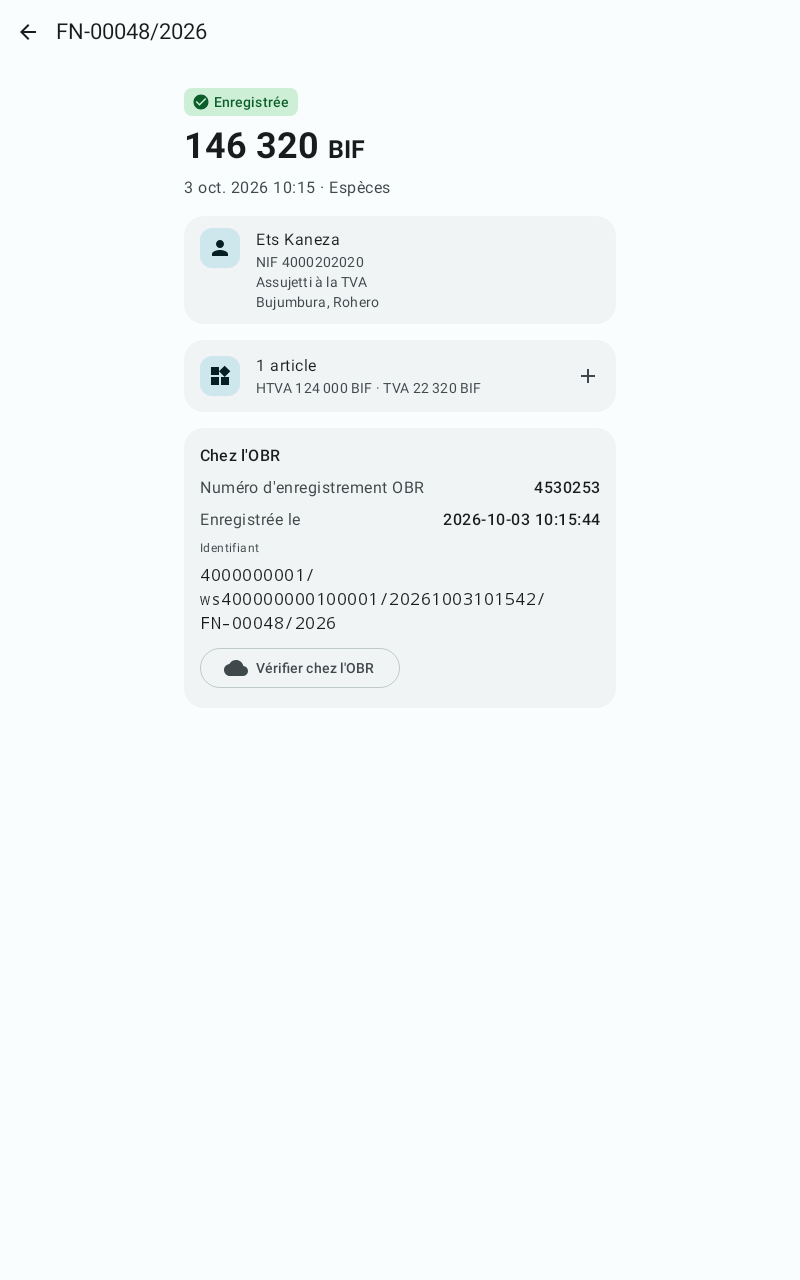 FN-00048/2026
Enregistrée
146 320 BIF
3 oct. 2026 10:15 · Espèces
Ets Kaneza
NIF 4000202020
Assujetti à la TVA
Bujumbura, Rohero
1 article
HTVA 124 000 BIF · TVA 22 320 BIF
Chez l'OBR
Numéro d'enregistrement OBR 4530253
Enregistrée le 2026-10-03 10:15:44
Identifiant
4000000001/
ws400000000100001/20261003101542/
FN-00048/2026
Vérifier chez l'OBR